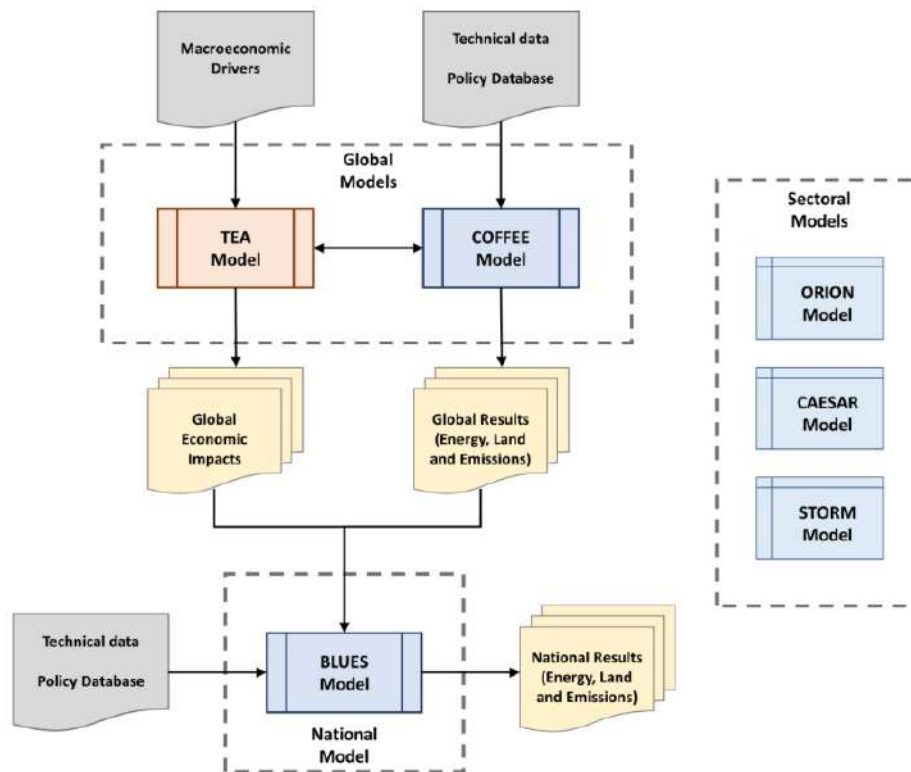 Macroeconomic
Drivers
Technical data
Policy Database
Global
Models
TEA
Model
COFFEE
Model
Sectoral
Models
ORION
Model
CAESAR
Model
STORM
Model
Global
Economic
Impacts
Global Results
(Energy, Land
and Emissions)
Technical data
Policy Database
BLUES
Model
National
Model
National Results
(Energy, Land
and Emissions)